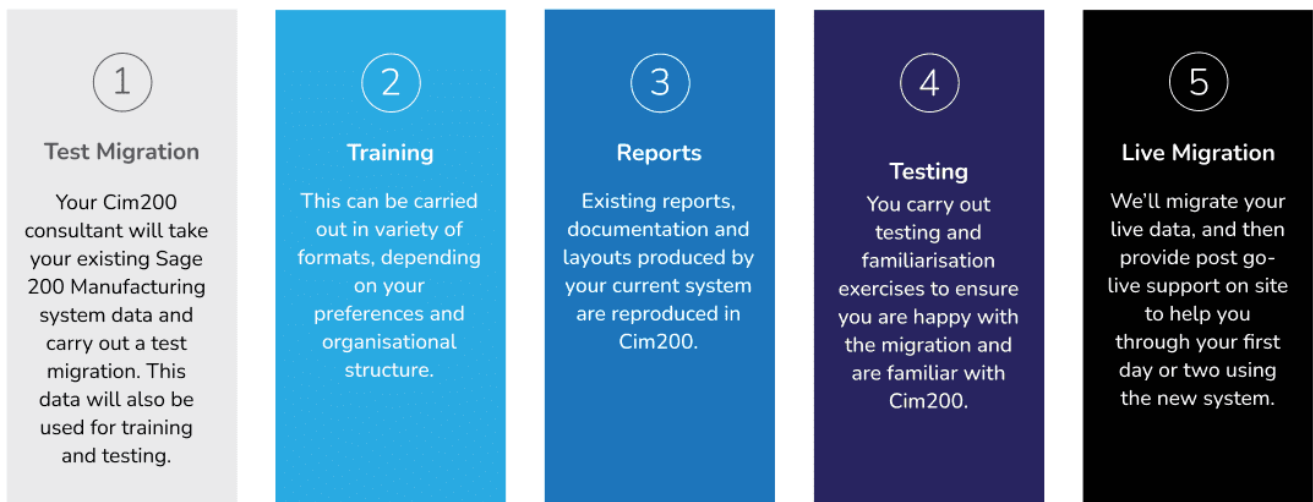 1
Test Migration
Your Cim200
consultant will take
your existing Sage
200 Manufacturing
system data and
carry out a test
migration. This
data will also be
used for training
and testing.
2
Training
This can be carried
out in variety of
formats, depending
on your
preferences and
organisational
structure.
3
Reports
Existing reports,
documentation and
layouts produced by
your current system
are reproduced in
Cim200.
4
Testing
You carry out
testing and
familiarisation
exercises to ensure
you are happy with
the migration and
are familiar with
Cim200.
5
Live Migration
We’ll migrate your
live data, and then
provide post go-
live support on site
to help you
through your first
day or two using
the new system.